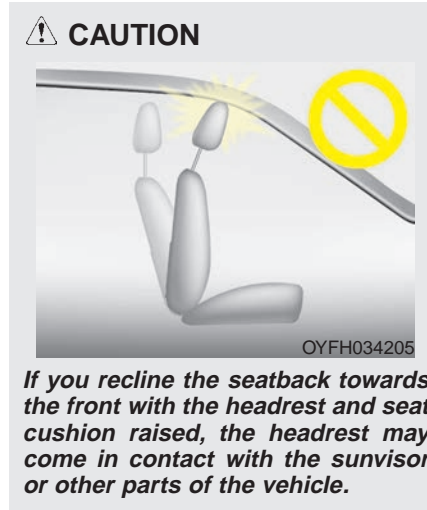 CAUTION
OYFH034205
If you recline the seatback towards
the front with the headrest and seat
cushion raised, the headrest may
come in contact with the sunvisor
or other parts of the vehicle.